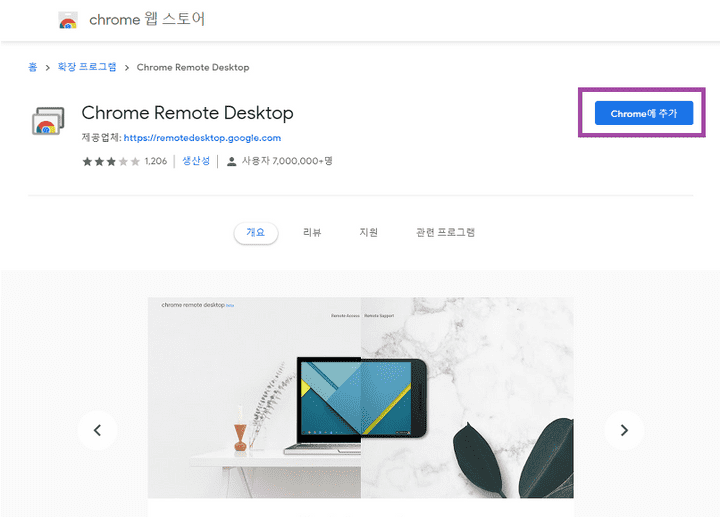 chrome 웹 스토어
홈 > 확장 프로그램 > Chrome Remote Desktop
Chrome Remote Desktop
Chrome에 추가
제공업체: https://remotedesktop.google.com
1,206 생산성 사용자 7,000,000+명
개요 리뷰 지원 관련 프로그램
chrome remote desktop beta
Remote Access Remote Support